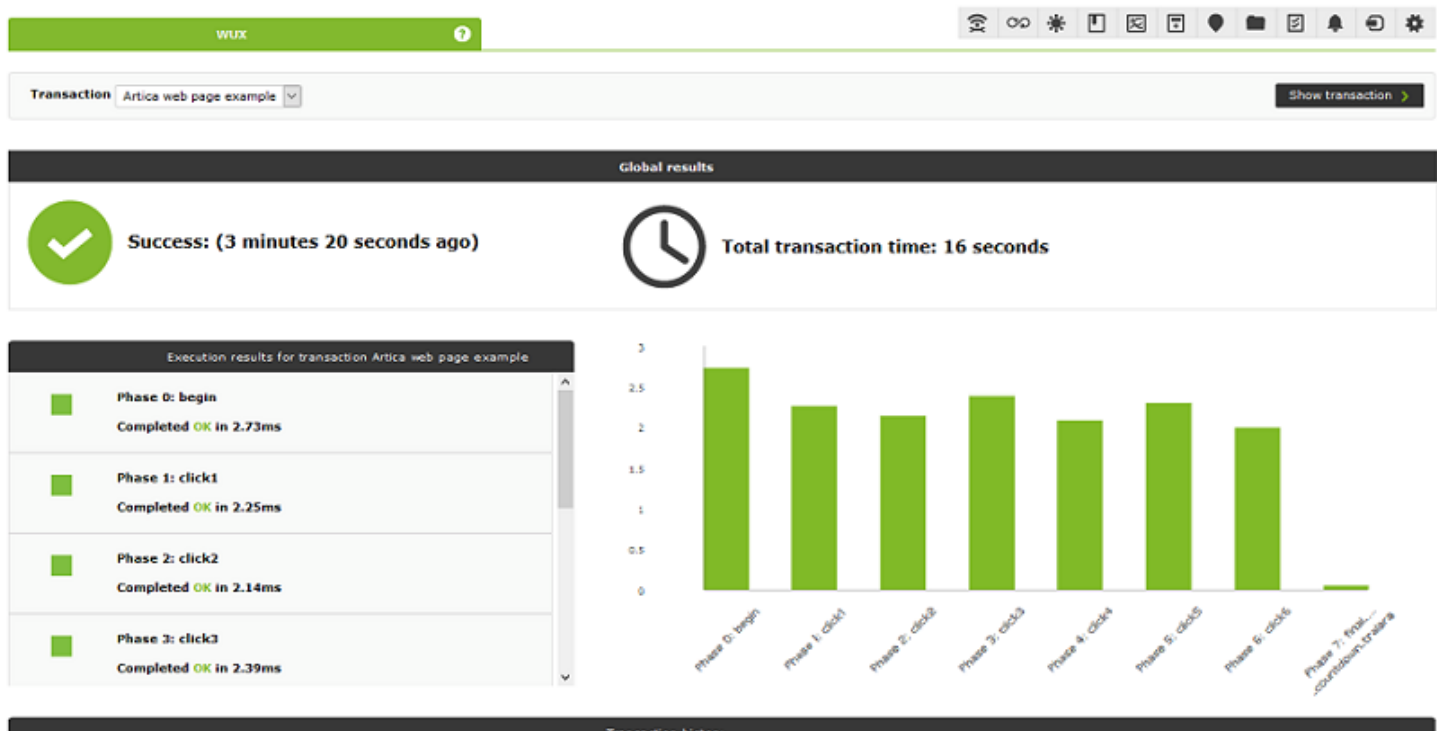 wux
Transaction Artica web page example
Show transaction
Global results
Success: (3 minutes 20 seconds ago)
Total transaction time: 16 seconds
Execution results for transaction Artica web page example
Phase 0: begin
Completed OK in 2.73ms
Phase 1: click1
Completed OK in 2.25ms
Phase 2: click2
Completed OK in 2.14ms
Phase 3: click3
Completed OK in 2.39ms
3
2.5
2
1.5
1
0.5
0
Phase 0: begin
Phase 1: click1
Phase 2: click2
Phase 3: click3
Phase 4: click4
Phase 5: click5
Phase 6: click6
Phase 7: final....
_countdown.tralara